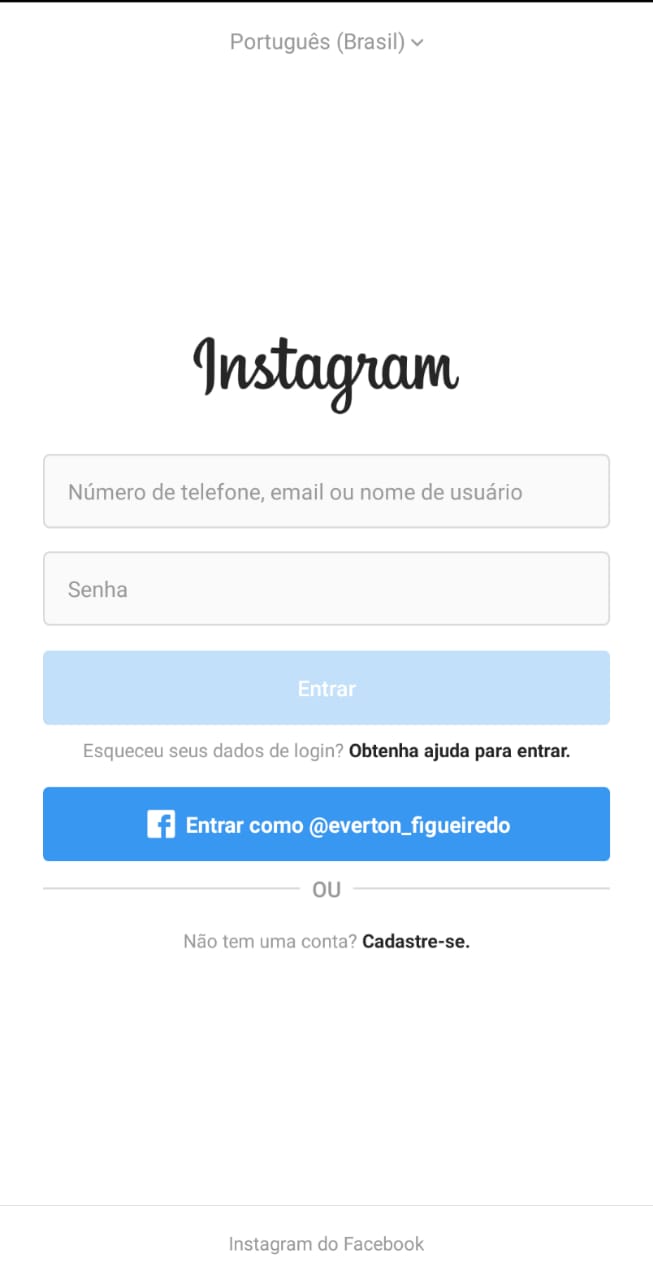 Português (Brasil)
Instagram
Número de telefone, email ou nome de usuário
Senha
Entrar
Esqueceu seus dados de login? Obtenha ajuda para entrar.
Entrar como @everton_figueiredo
OU
Não tem uma conta? Cadastre-se.
Instagram do Facebook